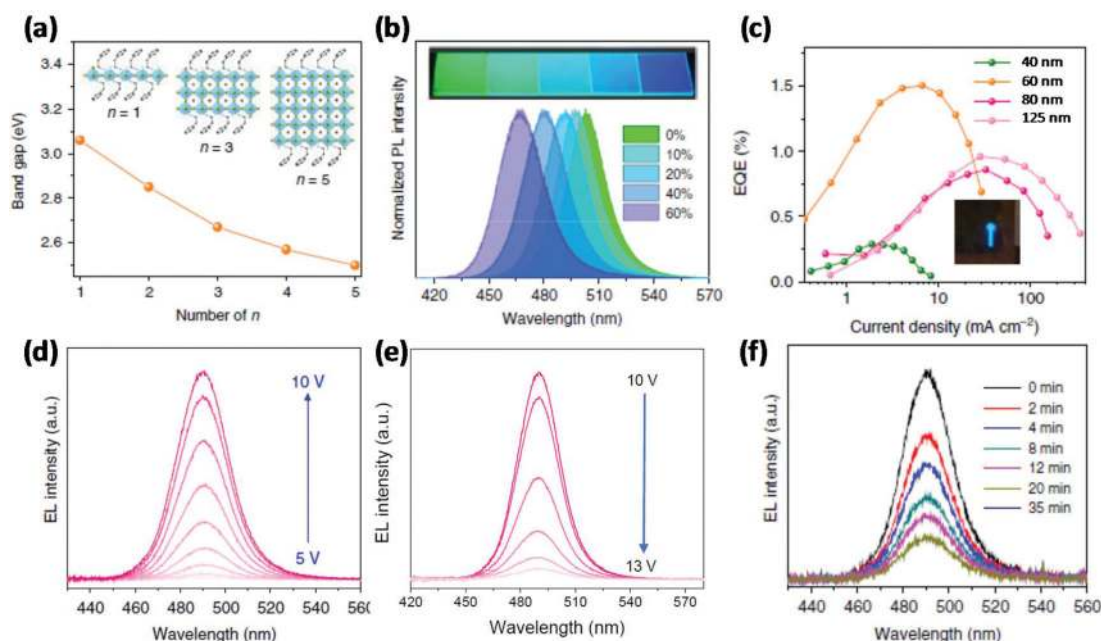 (a)
3.4
3.2
3.0
2.8
2.6
Band gap (eV)
n = 1
n = 3
n = 5
1 2 3 4 5
Number of n
(b)
Normalized PL intensity
0%
10%
20%
40%
60%
420 450 480 510 540 570
Wavelength (nm)
(c)
EQE (%)
1.5
1.0
0.5
0.0
40 nm
60 nm
80 nm
125 nm
1 10 100
Current density (mA cm⁻²)
(d)
EL intensity (a.u.)
10 V
5 V
440 460 480 500 520 540
Wavelength (nm)
(e)
EL intensity (a.u.)
10 V
13 V
420 450 480 510 540 570
Wavelength (nm)
(f)
EL intensity (a.u.)
0 min
2 min
4 min
8 min
12 min
20 min
35 min
440 460 480 500 520 540 560
Wavelength (nm)